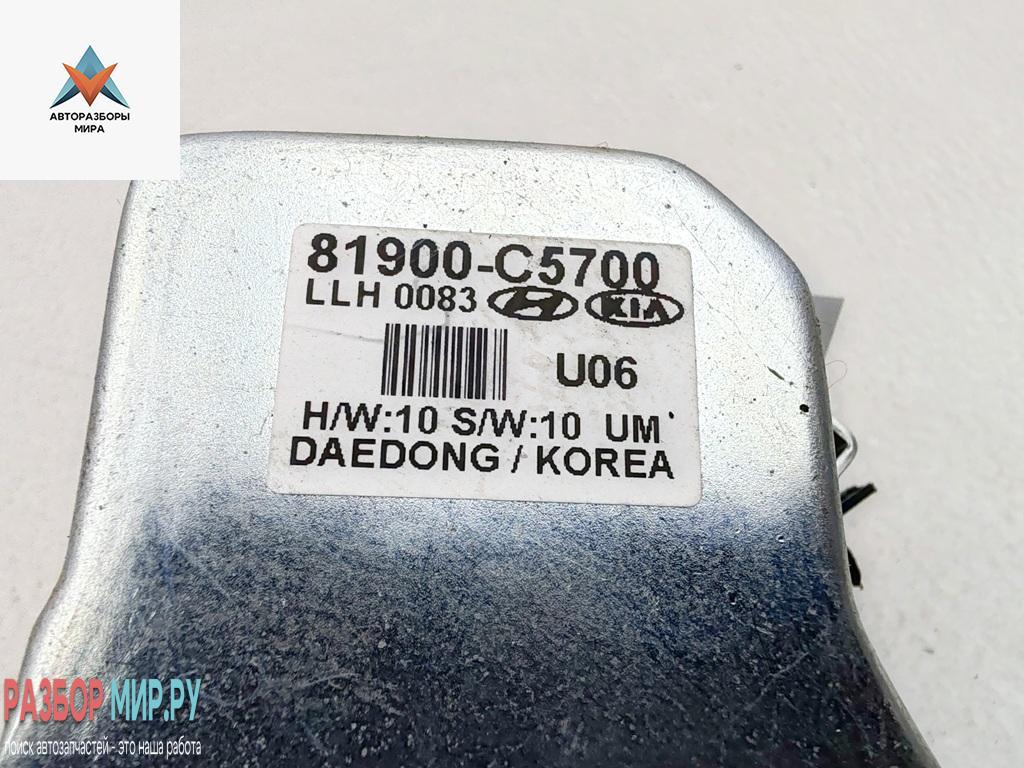 АВТОРАЗБОРЫ
МИРА
81900-C5700
LLH 0083 KIA
U06
H/W:10 S/W:10 UM
DAEDONG / KOREA
РАЗБОР МИР.РУ
поиск автозапчастей - это наша работа